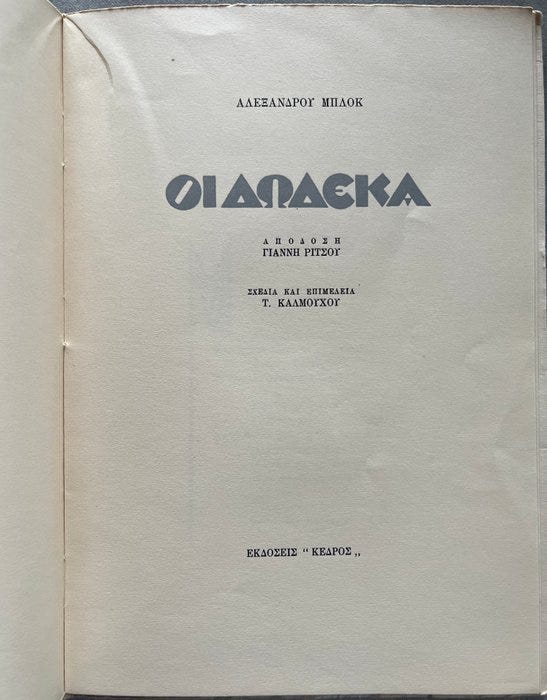 ΑΛΕΞΑΝΔΡΟΥ ΜΠΛΟΚ
ΟΙ ΔΩΔΕΚΑ
ΑΠΟΔΟΣΗ
ΓΙΑΝΝΗ ΡΙΤΣΟΥ
ΣΧΕΔΙΑ ΚΑΙ ΕΠΙΜΕΛΕΙΑ
Τ. ΚΑΛΜΟΥΧΟΥ
ΕΚΔΟΣΕΙΣ “ ΚΕΔΡΟΣ „